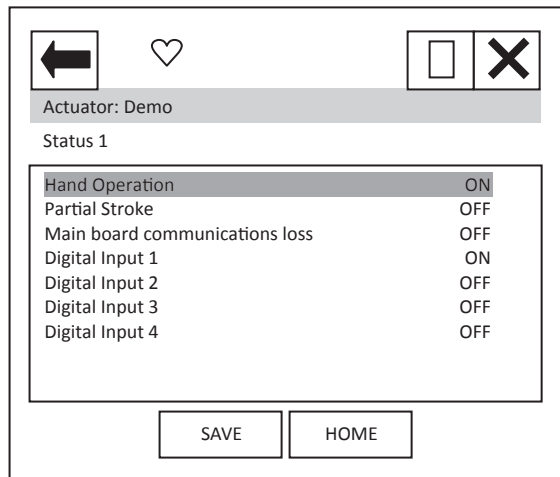 Actuator: Demo
Status 1
Hand Operation ON
Partial Stroke OFF
Main board communications loss OFF
Digital Input 1 ON
Digital Input 2 OFF
Digital Input 3 OFF
Digital Input 4 OFF
SAVE HOME